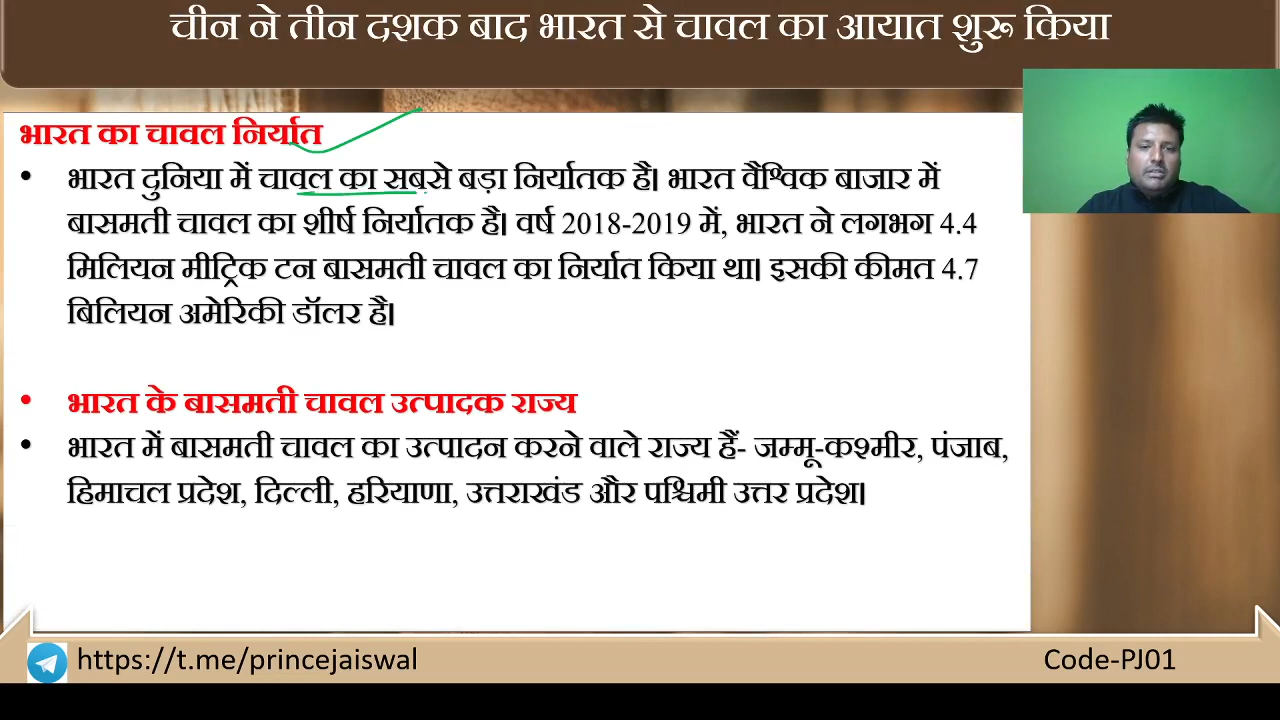 चीन ने तीन दशक बाद भारत से चावल का आयात शुरू किया
भारत का चावल निर्यात
• भारत दुनिया में चावल का सबसे बड़ा निर्यातक है। भारत वैश्विक बाजार में
बासमती चावल का शीर्ष निर्यातक है। वर्ष 2018-2019 में, भारत ने लगभग 4.4
मिलियन मीट्रिक टन बासमती चावल का निर्यात किया था। इसकी कीमत 4.7
बिलियन अमेरिकी डॉलर है।
• भारत के बासमती चावल उत्पादक राज्य
• भारत में बासमती चावल का उत्पादन करने वाले राज्य हैं- जम्मू-कश्मीर, पंजाब,
हिमाचल प्रदेश, दिल्ली, हरियाणा, उत्तराखंड और पश्चिमी उत्तर प्रदेश।
https://t.me/princejaiswal
Code-PJ01